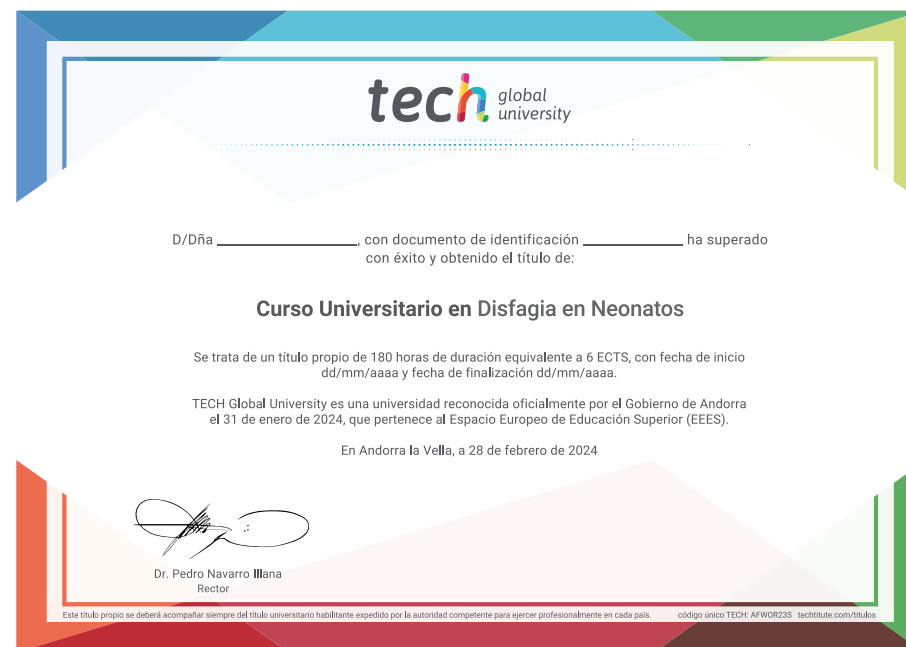 tech global
university
D/Dña ____________, con documento de identificación ____________ ha superado
con éxito y obtenido el título de:
Curso Universitario en Disfagia en Neonatos
Se trata de un título propio de 180 horas de duración equivalente a 6 ECTS, con fecha de inicio
dd/mm/aaaa y fecha de finalización dd/mm/aaaa.
TECH Global University es una universidad reconocida oficialmente por el Gobierno de Andorra
el 31 de enero de 2024, que pertenece al Espacio Europeo de Educación Superior (EEES).
En Andorra la Vella, a 28 de febrero de 2024
Dr. Pedro Navarro Illana
Rector
Este título propio se deberá acompañar siempre del título universitario habilitante expedido por la autoridad competente para ejercer profesionalmente en cada país. código único TECH: AFWOR23S techtitute.com/titulos